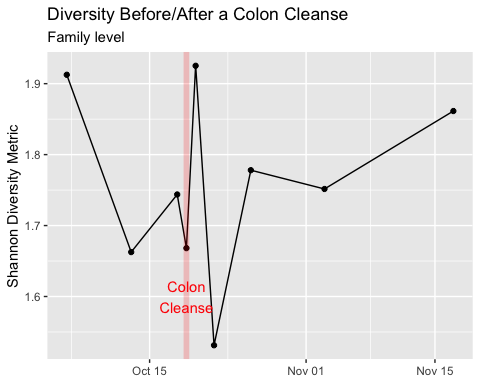 Diversity Before/After a Colon Cleanse
Family level
Shannon Diversity Metric
1.9
1.8
1.7
1.6
Colon
Cleanse
Oct 15
Nov 01
Nov 15